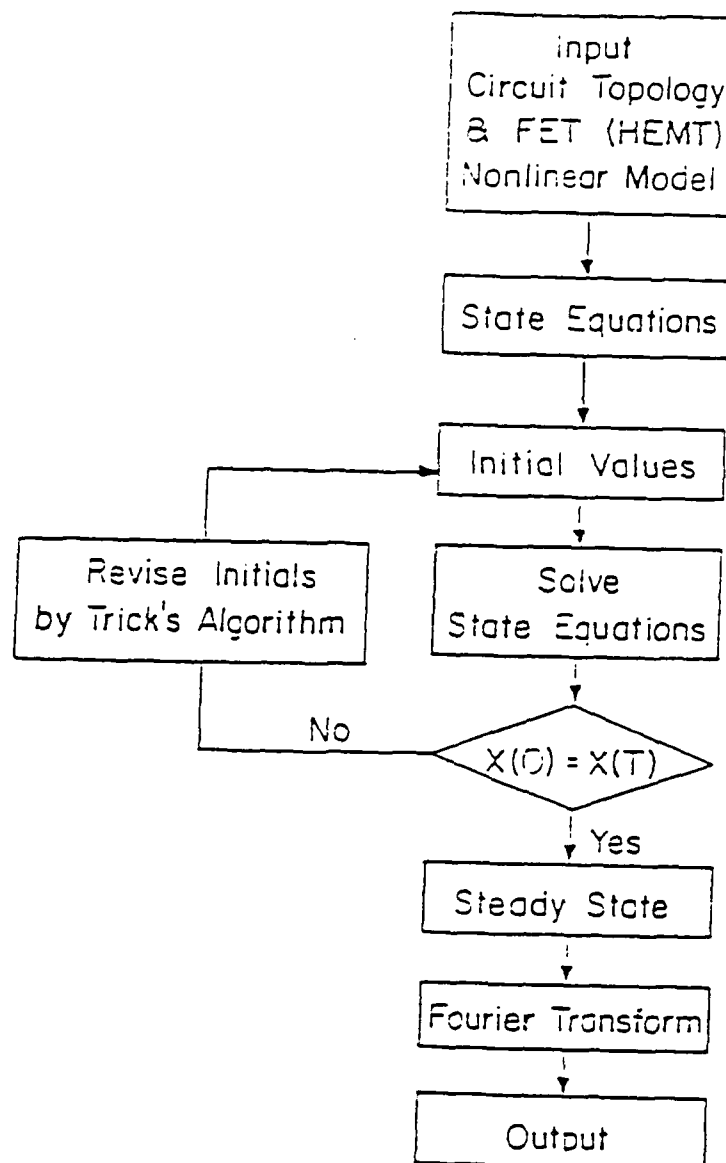 Input
Circuit Topology
& FET (HEMT)
Nonlinear Model
State Equations
Initial Values
Revise Initials
by Trick's Algorithm
Solve
State Equations
No
X(0) = X(T)
Yes
Steady State
Fourier Transform
Output